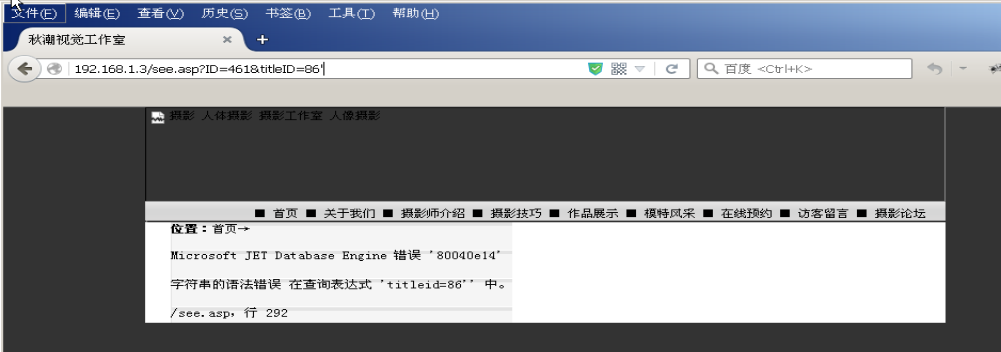 文件(F) 编辑(E) 查看(V) 历史(S) 书签(B) 工具(T) 帮助(H)
秋潮视觉工作室 × +
192.168.1.3/see.asp?ID=461&titleID=86' 百度 <Ctrl+K>
摄影 人体摄影 摄影工作室 人像摄影
■ 首页 ■ 关于我们 ■ 摄影师介绍 ■ 摄影技巧 ■ 作品展示 ■ 模特风采 ■ 在线预约 ■ 访客留言 ■ 摄影论坛
位置：首页→
Microsoft JET Database Engine 错误 '80040e14'
字符串的语法错误 在查询表达式 'titleid=86'' 中。
/see.asp，行 292